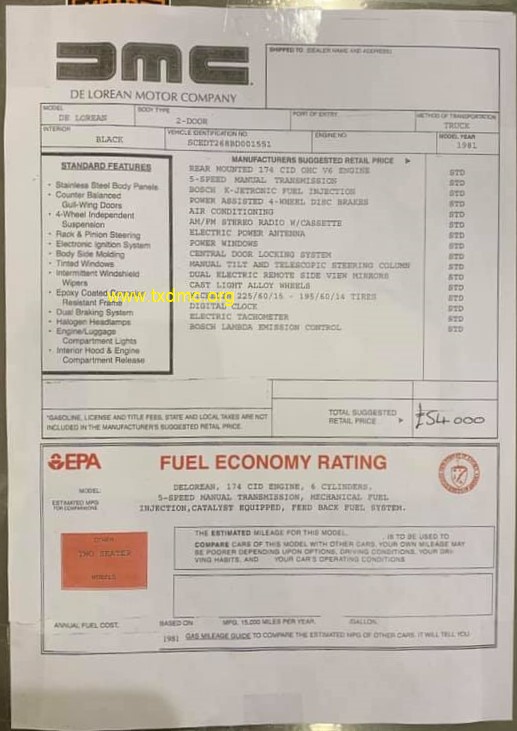 DMC
DE LOREAN MOTOR COMPANY
SHIPPED TO (DEALER NAME AND ADDRESS)
MODEL
DE LOREAN
BODY TYPE
2-DOOR
PORT OF ENTRY
METHOD OF TRANSPORTATION
TRUCK
INTERIOR
BLACK
VEHICLE IDENTIFICATION NO.
ENGINE NO.
MODEL YEAR
1981
STANDARD FEATURES
• Stainless Steel Body Panels
• Counter Balanced
Gull-Wing Doors
• 4-Wheel Independent
Suspension
• Rack & Pinion Steering
• Electronic Ignition System
• Body Side Molding
• Tinted Windows
• Intermittent Windshield
Wipers
• Epoxy Coated
Resistant Frame
• Dual Braking System
• Halogen Headlamps
• Engine/Luggage
Compartment Lights
• Interior Hood & Engine
Compartment Release
MANUFACTURERS SUGGESTED RETAIL PRICE ►
REAR MOUNTED 174 CID OHC V6 ENGINE STD
5-SPEED MANUAL TRANSMISSION STD
BOSCH K-JETRONIC FUEL INJECTION STD
POWER ASSISTED 4-WHEEL DISC BRAKES STD
AIR CONDITIONING STD
AM/FM STEREO RADIO W/CASSETTE STD
ELECTRIC POWER ANTENNA STD
POWER WINDOWS STD
CENTRAL DOOR LOCKING SYSTEM STD
MANUAL TILT AND TELESCOPIC STEERING COLUMN STD
DUAL ELECTRIC REMOTE SIDE VIEW MIRRORS STD
CAST LIGHT ALLOY WHEELS STD
225/60/15 - 195/60/14 TIRES STD
DIGITAL CLOCK STD
ELECTRIC TACHOMETER STD
BOSCH LAMBDA EMISSION CONTROL STD
*GASOLINE, LICENSE AND TITLE FEES, STATE AND LOCAL TAXES ARE NOT
INCLUDED IN THE MANUFACTURER'S SUGGESTED RETAIL PRICE.
TOTAL SUGGESTED
RETAIL PRICE ►
£54000
EPA
FUEL ECONOMY RATING
MODEL:
ESTIMATED MPG
FOR COMPARISONS
DELOREAN, 174 CID ENGINE, 6 CYLINDERS,
5-SPEED MANUAL TRANSMISSION, MECHANICAL FUEL
INJECTION,CATALYST EQUIPPED, FEED BACK FUEL SYSTEM.
OTHER
TWO SEATER
MODELS
THE ESTIMATED MILEAGE FOR THIS MODEL, . IS TO BE USED TO
COMPARE CARS OF THIS MODEL WITH OTHER CARS. YOUR OWN MILEAGE MAY
BE POORER DEPENDING UPON OPTIONS, DRIVING CONDITIONS, YOUR DRI-
VING HABITS, AND YOUR CAR'S OPERATING CONDITIONS
ANNUAL FUEL COST.
BASED ON MPG, 15,000 MILES PER YEAR. /GALLON.
1981 GAS MILEAGE GUIDE TO COMPARE THE ESTIMATED MPG OF OTHER CARS. IT WILL TELL YOU